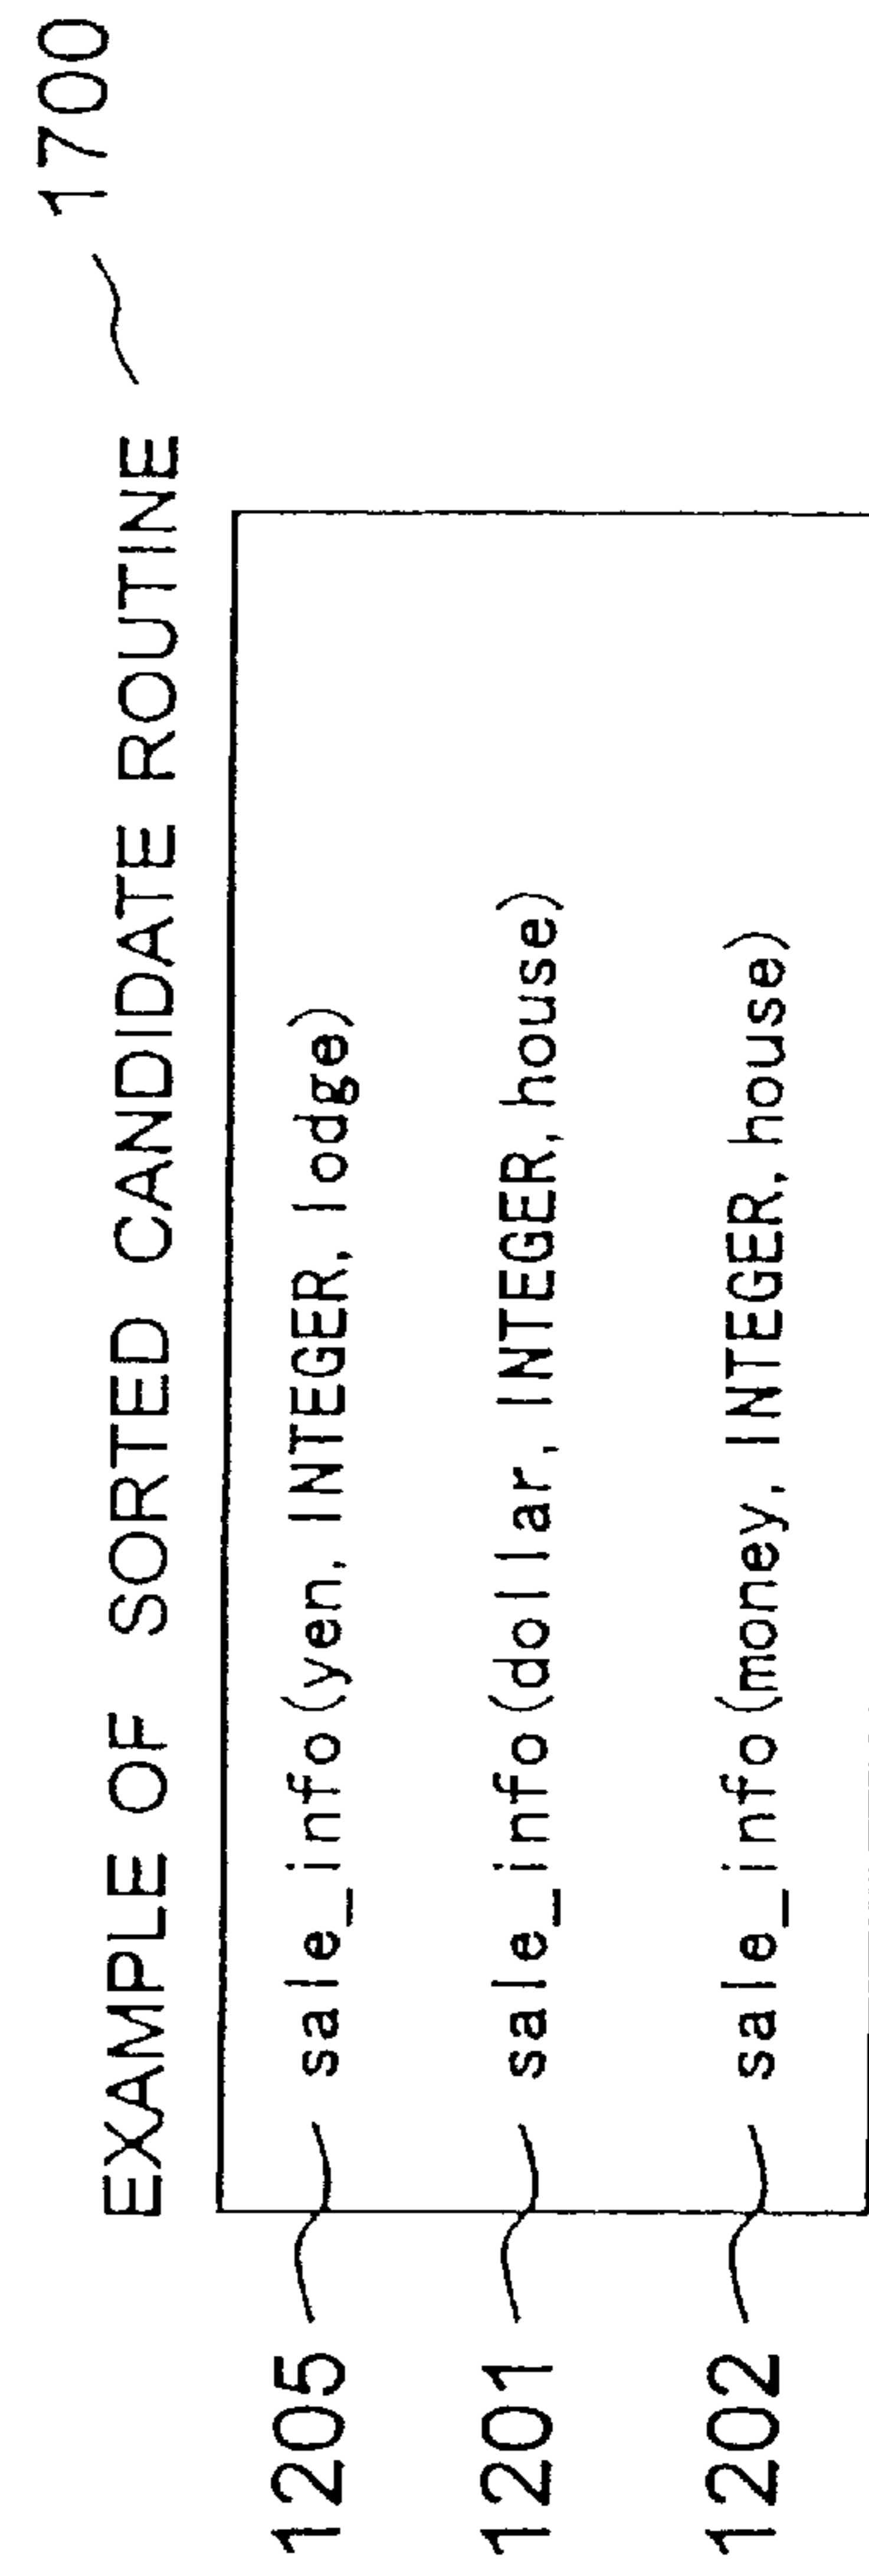 EXAMPLE OF SORTED CANDIDATE ROUTINE 1700
1205 sale_info(yen, INTEGER, lodge)
1201 sale_info(dollar, INTEGER, house)
1202 sale_info(money, INTEGER, house)